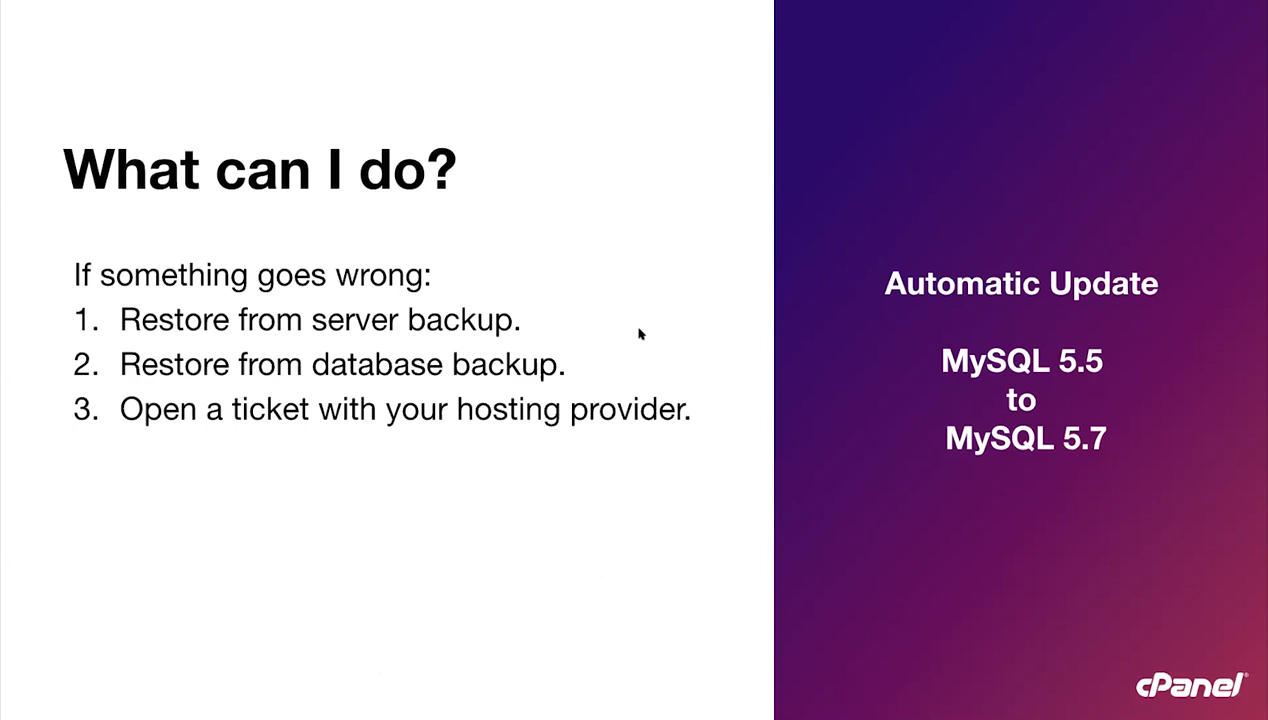 What can I do?
If something goes wrong:
1. Restore from server backup.
2. Restore from database backup.
3. Open a ticket with your hosting provider.
Automatic Update
MySQL 5.5
to
MySQL 5.7
cPanel®